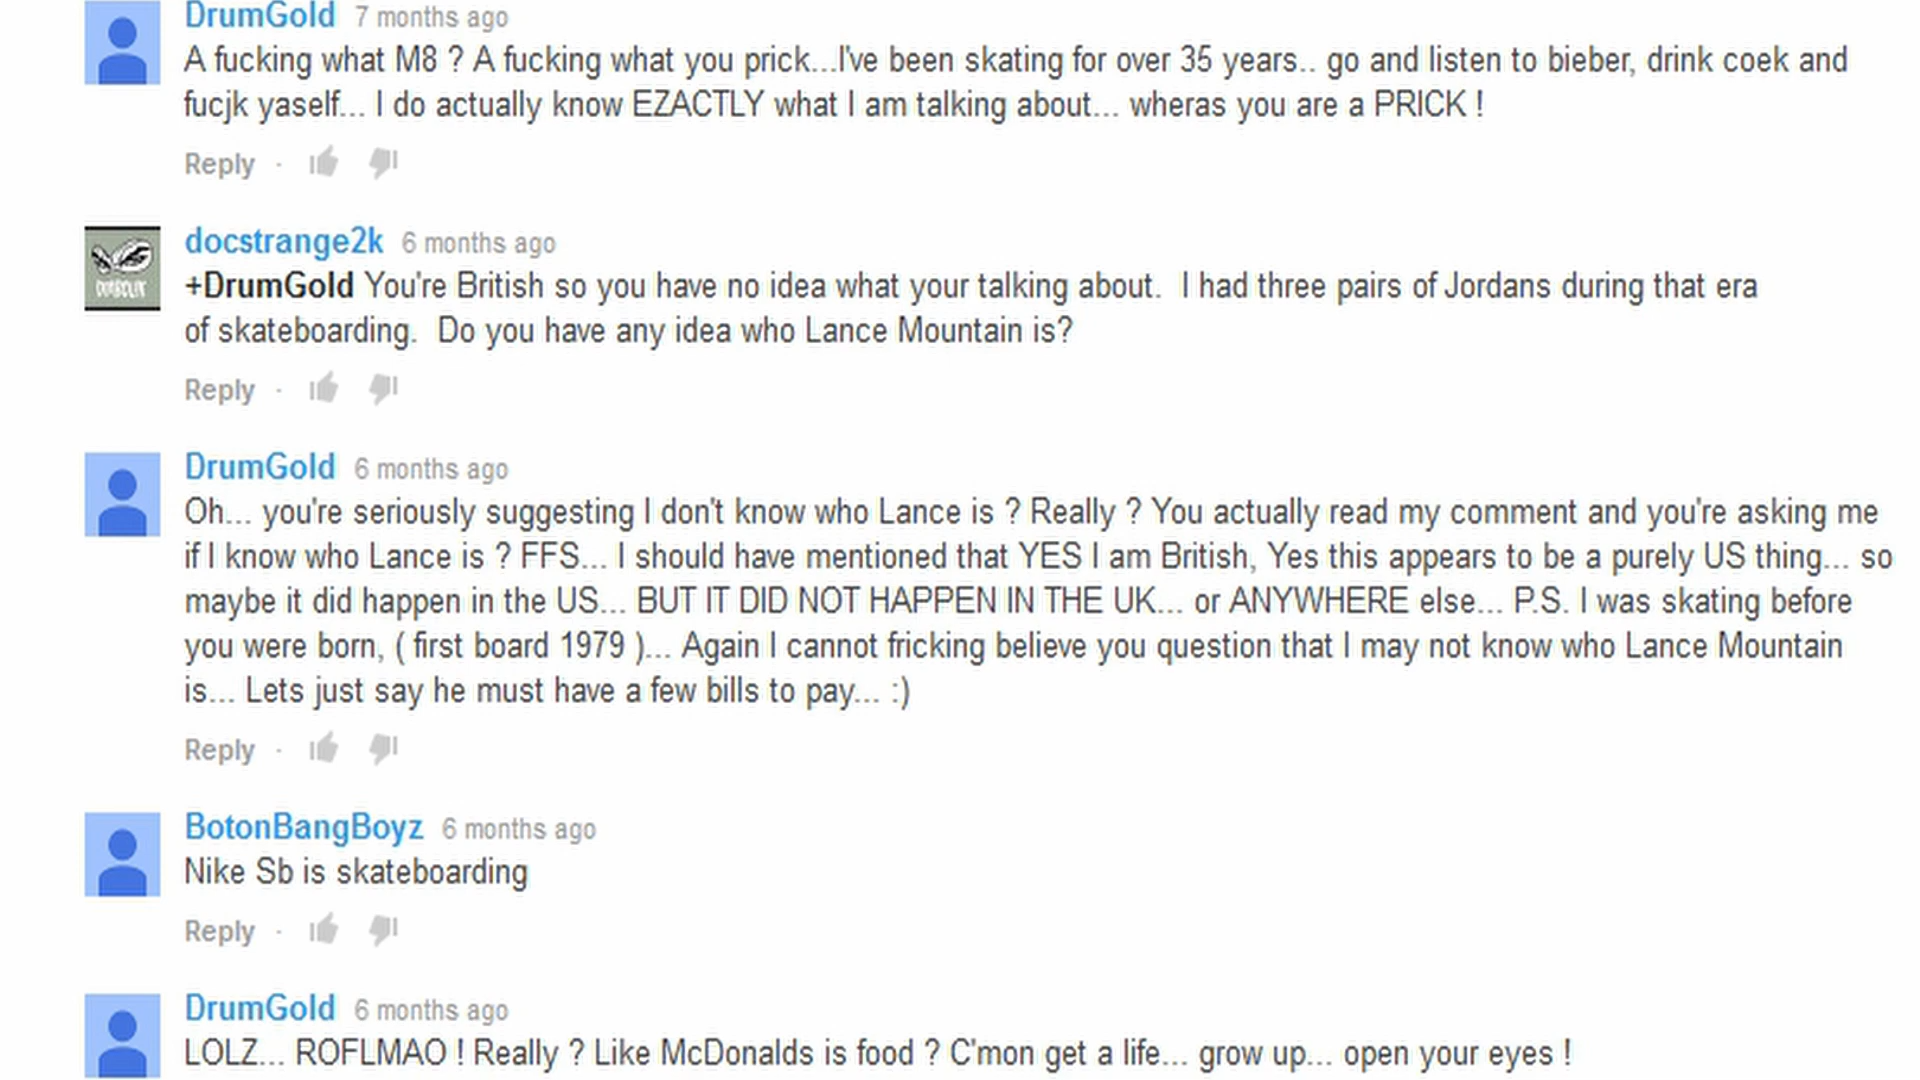 DrumGold 7 months ago
A fucking what M8 ? A fucking what you prick...I've been skating for over 35 years.. go and listen to bieber, drink coek and
fucjk yaself... I do actually know EZACTLY what I am talking about... wheras you are a PRICK !
Reply ·
docstrange2k 6 months ago
+DrumGold You're British so you have no idea what your talking about.  I had three pairs of Jordans during that era
of skateboarding.  Do you have any idea who Lance Mountain is?
Reply ·
DrumGold 6 months ago
Oh... you're seriously suggesting I don't know who Lance is ? Really ? You actually read my comment and you're asking me
if I know who Lance is ? FFS... I should have mentioned that YES I am British, Yes this appears to be a purely US thing... so
maybe it did happen in the US... BUT IT DID NOT HAPPEN IN THE UK... or ANYWHERE else... P.S. I was skating before
you were born, ( first board 1979 )... Again I cannot fricking believe you question that I may not know who Lance Mountain
is... Lets just say he must have a few bills to pay... :)
Reply ·
BotonBangBoyz 6 months ago
Nike Sb is skateboarding
Reply ·
DrumGold 6 months ago
LOLZ... ROFLMAO ! Really ? Like McDonalds is food ? C'mon get a life... grow up... open your eyes !